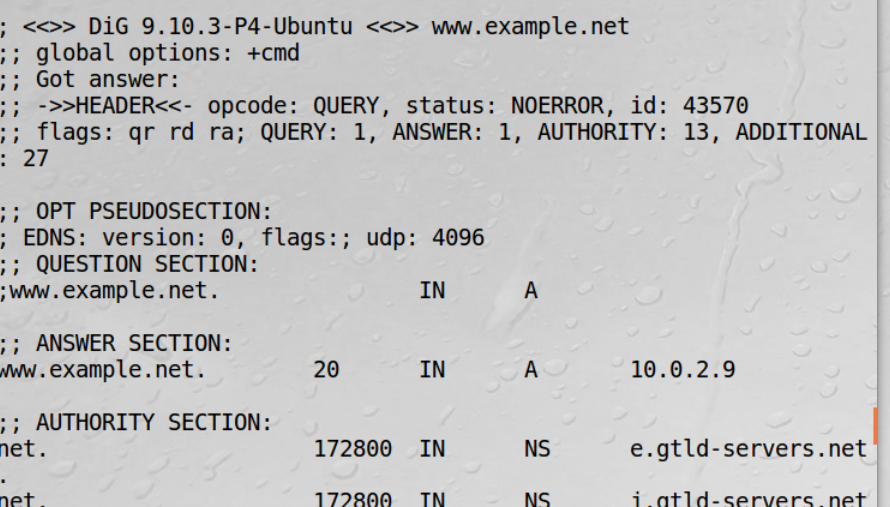 ; <<>> DiG 9.10.3-P4-Ubuntu <<>> www.example.net
;; global options: +cmd
;; Got answer:
;; ->>HEADER<<- opcode: QUERY, status: NOERROR, id: 43570
;; flags: qr rd ra; QUERY: 1, ANSWER: 1, AUTHORITY: 13, ADDITIONAL
: 27
;; OPT PSEUDOSECTION:
; EDNS: version: 0, flags:; udp: 4096
;; QUESTION SECTION:
;www.example.net. IN A
;; ANSWER SECTION:
www.example.net. 20 IN A 10.0.2.9
;; AUTHORITY SECTION:
net. 172800 IN NS e.gtld-servers.net
.
net. 172800 IN NS gtld-servers.net